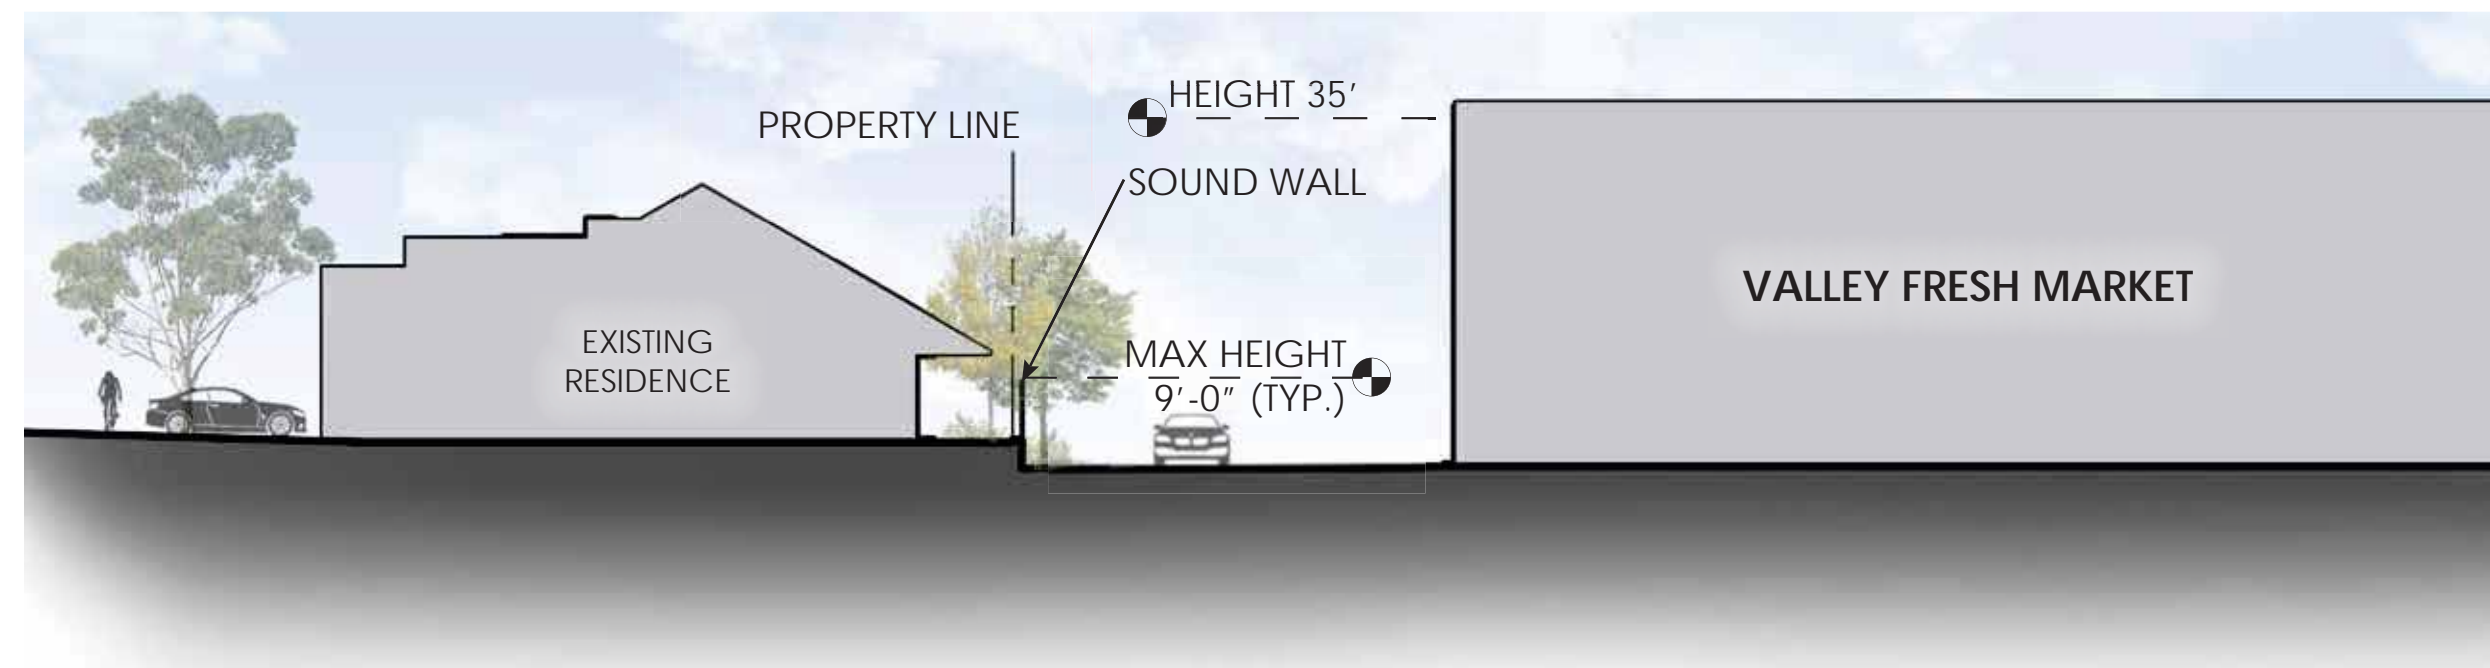 HEIGHT 35′
PROPERTY LINE
SOUND WALL
VALLEY FRESH MARKET
EXISTING
RESIDENCE
MAX HEIGHT
9′-0″ (TYP.)